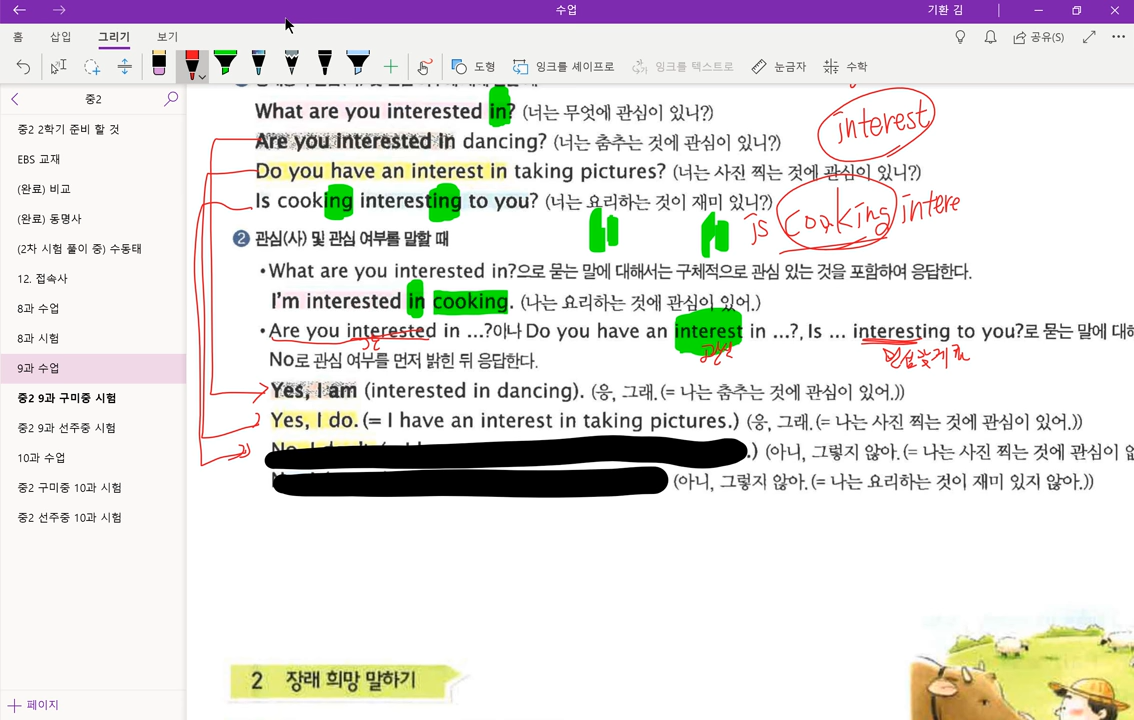 수업
기환 김
홈 삽입 그리기 보기
공유(S)
도형 잉크를 셰이프로 잉크를 텍스트로 눈금자 수학
중2
중2 2학기 준비 할 것
EBS 교재
(완료) 비교
(완료) 동명사
(2차 시험 풀이 중) 수동태
12. 접속사
8과 수업
8과 시험
9과 수업
중2 9과 구미중 시험
중2 9과 선주중 시험
10과 수업
중2 구미중 10과 시험
중2 선주중 10과 시험
페이지
What are you interested in? (너는 무엇에 관심이 있니?)
interest
Are you interested in dancing? (너는 춤추는 것에 관심이 있니?)
Do you have an interest in taking pictures? (너는 사진 찍는 것에 관심이 있니?)
Is cooking interesting to you? (너는 요리하는 것이 재미 있니?)
is cooking intere
2 관심(사) 및 관심 여부를 말할 때
•What are you interested in?으로 묻는 말에 대해서는 구체적으로 관심 있는 것을 포함하여 응답한다.
I'm interested in cooking. (나는 요리하는 것에 관심이 있어.)
•Are you interested in ...?이나 Do you have an interest in ...?, Is ... interesting to you?로 묻는 말에 대해
관심
No로 관심 여부를 먼저 밝힌 뒤 응답한다.
Yes, I am (interested in dancing). (응, 그래. (= 나는 춤추는 것에 관심이 있어.))
Yes, I do. (= I have an interest in taking pictures.) (응, 그래. (= 나는 사진 찍는 것에 관심이 있어.))
.) (아니, 그렇지 않아. (= 나는 사진 찍는 것에 관심이 없
(아니, 그렇지 않아. (= 나는 요리하는 것이 재미 있지 않아.))
2 장래 희망 말하기